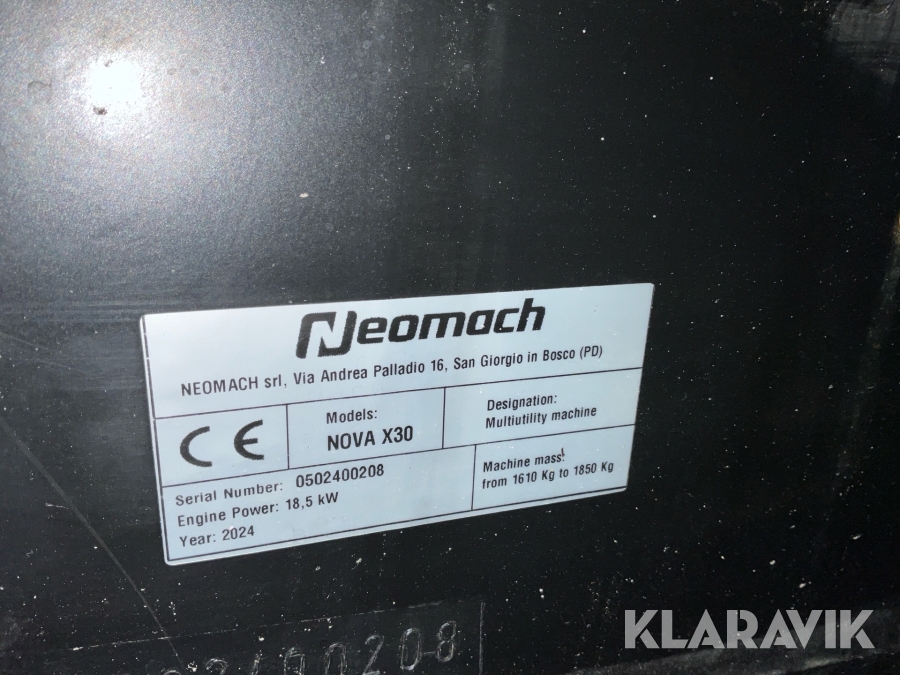 Neomach
NEOMACH srl, Via Andrea Palladio 16, San Giorgio in Bosco (PD)
CE
Models:
NOVA X30
Designation:
Multiutility machine
Serial Number: 0502400208
Engine Power: 18,5 kW
Year: 2024
Machine mass:
from 1610 Kg to 1850 Kg
KLARAVIK